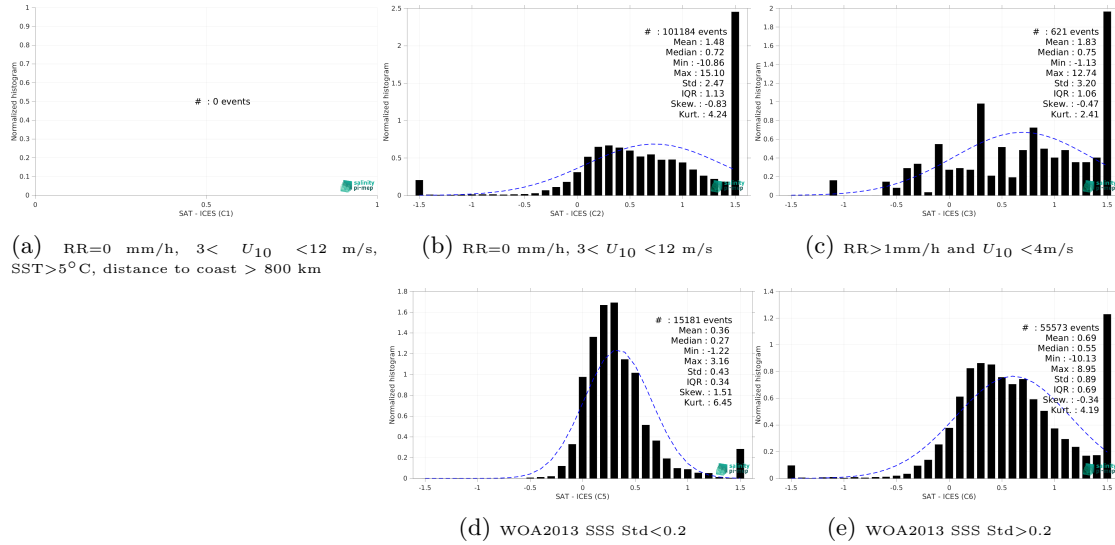 1
0.9
0.8
0.7
0.6
0.5
0.4
0.3
0.2
0.1
0
Normalized histogram
# : 0 events
salinity
pi-mep
0
0.5
1
SAT - ICES (C1)
(a) RR=0 mm/h, 3< U10 <12 m/s,
SST>5°C, distance to coast > 800 km
2.5
2
1.5
1
0.5
0
Normalized histogram
# : 101184 events
Mean : 1.48
Median : 0.72
Min : -10.86
Max : 15.10
Std : 2.47
IQR : 1.13
Skew. : -0.83
Kurt. : 4.24
salinity
pi-mep
-1.5
-1
-0.5
0
0.5
1
1.5
SAT - ICES (C2)
(b) RR=0 mm/h, 3< U10 <12 m/s
2
1.8
1.6
1.4
1.2
1
0.8
0.6
0.4
0.2
0
Normalized histogram
# : 621 events
Mean : 1.83
Median : 0.75
Min : -1.13
Max : 12.74
Std : 3.20
IQR : 1.06
Skew. : -0.47
Kurt. : 2.41
salinity
pi-mep
-1.5
-1
-0.5
0
0.5
1
1.5
SAT - ICES (C3)
(c) RR>1mm/h and U10 <4m/s
1.8
1.6
1.4
1.2
1
0.8
0.6
0.4
0.2
0
Normalized histogram
# : 15181 events
Mean : 0.36
Median : 0.27
Min : -1.22
Max : 3.16
Std : 0.43
IQR : 0.34
Skew. : 1.51
Kurt. : 6.45
salinity
pi-mep
-1.5
-1
-0.5
0
0.5
1
1.5
SAT - ICES (C5)
(d) WOA2013 SSS Std<0.2
1.4
1.2
1
0.8
0.6
0.4
0.2
0
Normalized histogram
# : 55573 events
Mean : 0.69
Median : 0.55
Min : -10.13
Max : 8.95
Std : 0.89
IQR : 0.69
Skew. : -0.34
Kurt. : 4.19
salinity
pi-mep
-1.5
-1
-0.5
0
0.5
1
1.5
SAT - ICES (C6)
(e) WOA2013 SSS Std>0.2